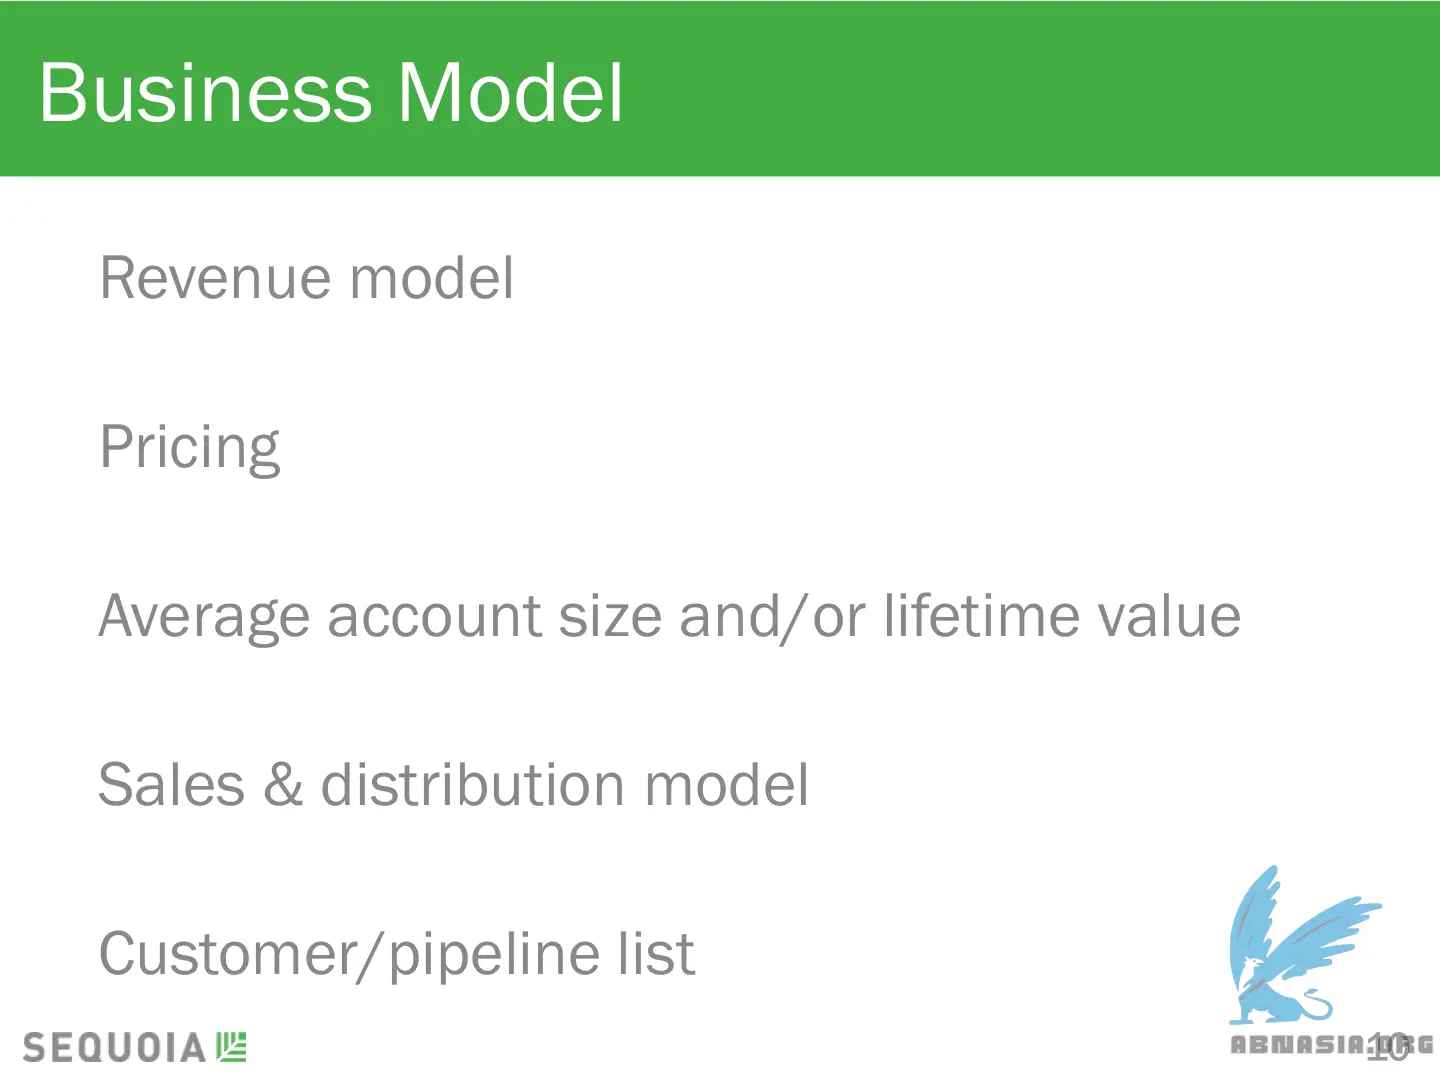 Business Model
Revenue model
Pricing
Average account size and/or lifetime value
Sales & distribution model
Customer/pipeline list
SEQUOIA
ABNASIA.ORG
10